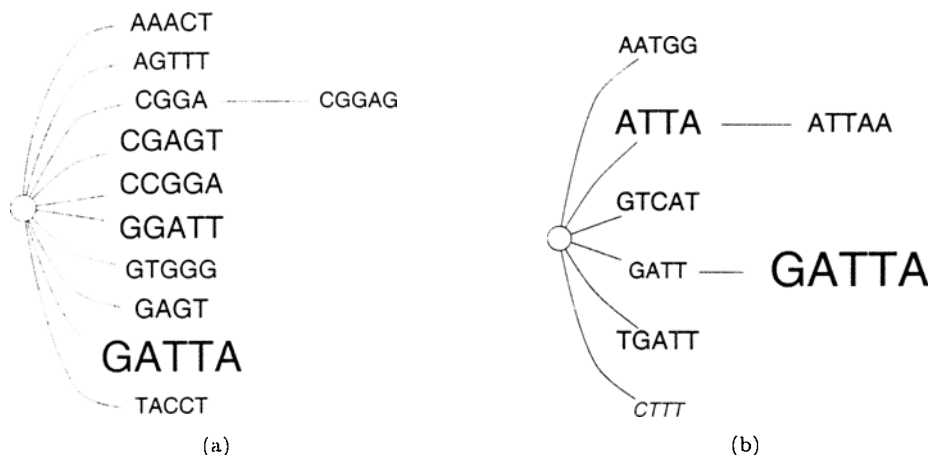 AAACT
AGTTT
CGGA CGGAG
CGAGT
CCGGA
GGATT
GTGGG
GAGT
GATTA
TACCT
(a)
AATGG
ATTA ATTAA
GTCAT
GATT GATTA
TGATT
CTTT
(b)